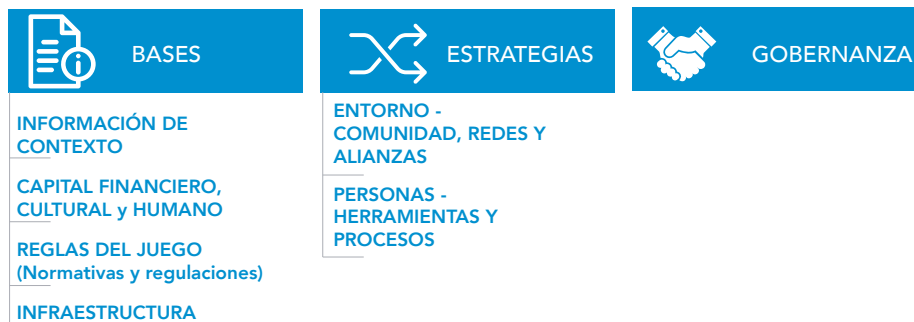 BASES
INFORMACIÓN DE
CONTEXTO
CAPITAL FINANCIERO,
CULTURAL y HUMANO
REGLAS DEL JUEGO
(Normativas y regulaciones)
INFRAESTRUCTURA
ESTRATEGIAS
ENTORNO -
COMUNIDAD, REDES Y
ALIANZAS
PERSONAS -
HERRAMIENTAS Y
PROCESOS
GOBERNANZA